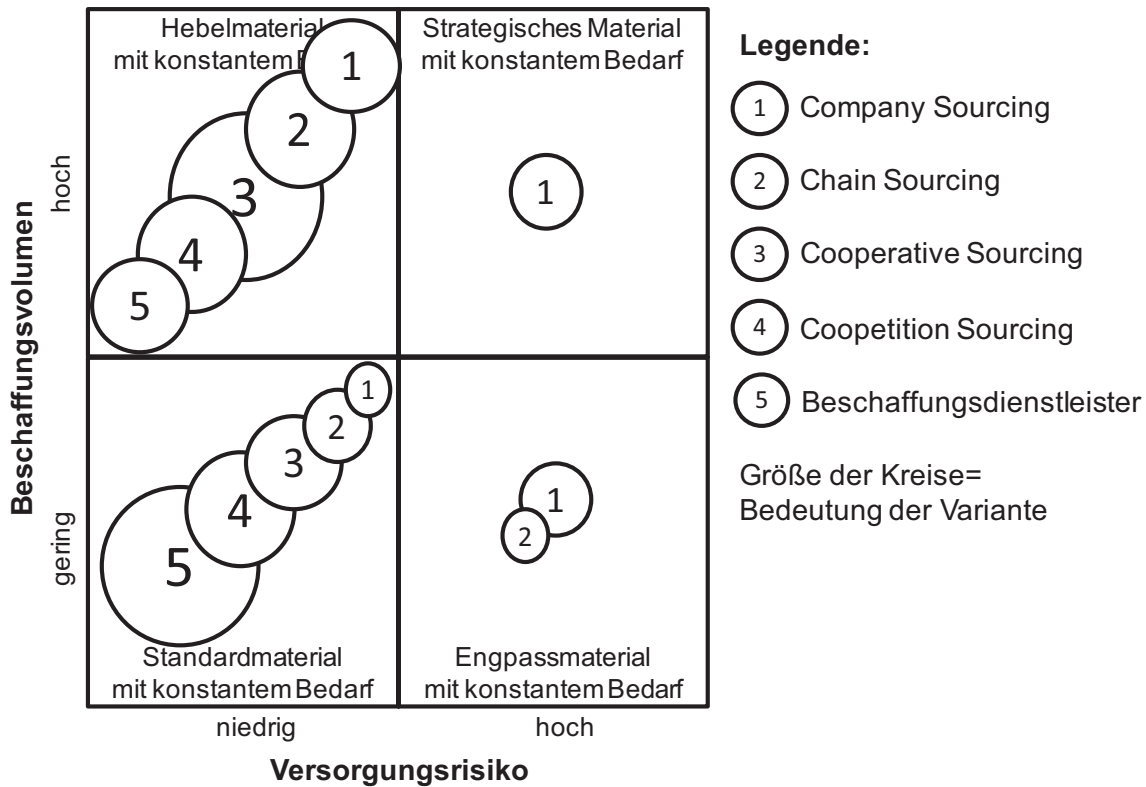 Hebelmaterial
mit konstantem B
1
2
3
4
5
Strategisches Material
mit konstantem Bedarf
1
1
2
3
4
5
Standardmaterial
mit konstantem Bedarf
1
2
Engpassmaterial
mit konstantem Bedarf
hoch
gering
Beschaffungsvolumen
niedrig
hoch
Versorgungsrisiko
Legende:
1 Company Sourcing
2 Chain Sourcing
3 Cooperative Sourcing
4 Coopetition Sourcing
5 Beschaffungsdienstleister
Größe der Kreise=
Bedeutung der Variante